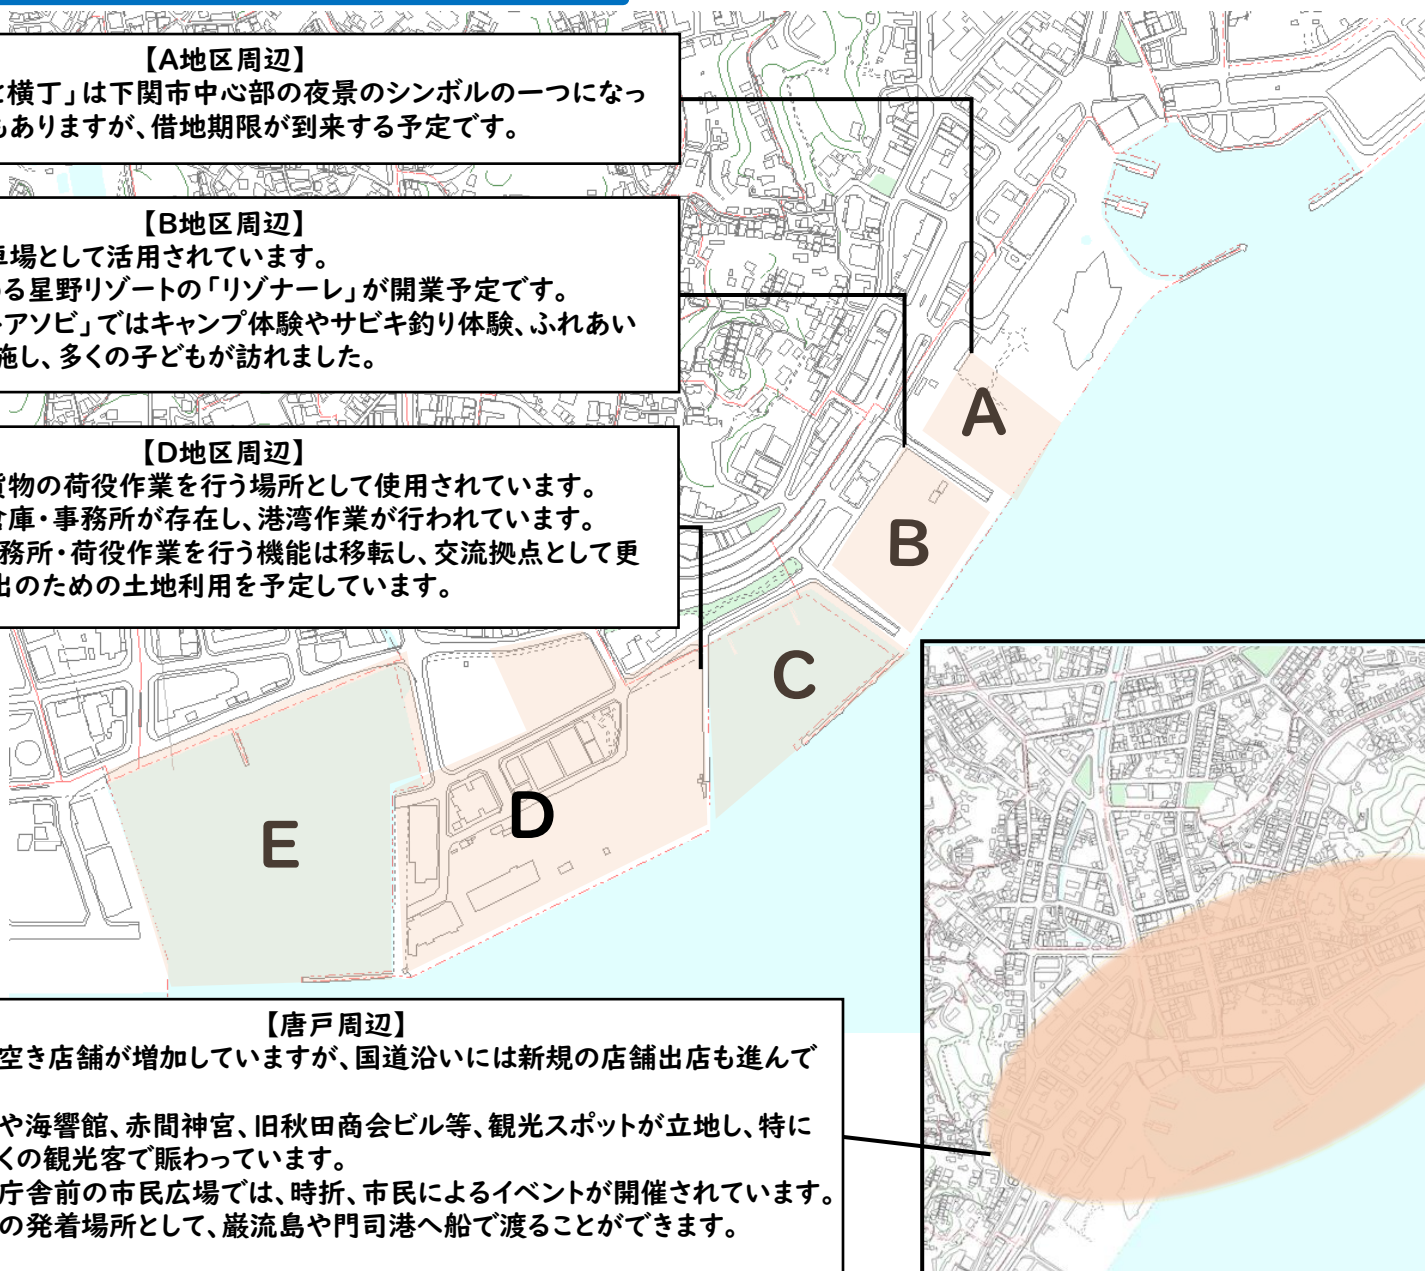 【A地区周辺】
横丁」は下関市中心部の夜景のシンボルの一つになっ
もありますが、借地期限が到来する予定です。
【B地区周辺】
車場として活用されています。
る星野リゾートの「リゾナーレ」が開業予定です。
アソビ」ではキャンプ体験やサビキ釣り体験、ふれあい
施し、多くの子どもが訪れました。
【D地区周辺】
貨物の荷役作業を行う場所として使用されています。
倉庫・事務所が存在し、港湾作業が行われています。
務所・荷役作業を行う機能は移転し、交流拠点として更
出のための土地利用を予定しています。
A
B
C
D
E
【唐戸周辺】
空き店舗が増加していますが、国道沿いには新規の店舗出店も進んで
や海響館、赤間神宮、旧秋田商会ビル等、観光スポットが立地し、特に
くの観光客で賑わっています。
庁舎前の市民広場では、時折、市民によるイベントが開催されています。
の発着場所として、巌流島や門司港へ船で渡ることができます。